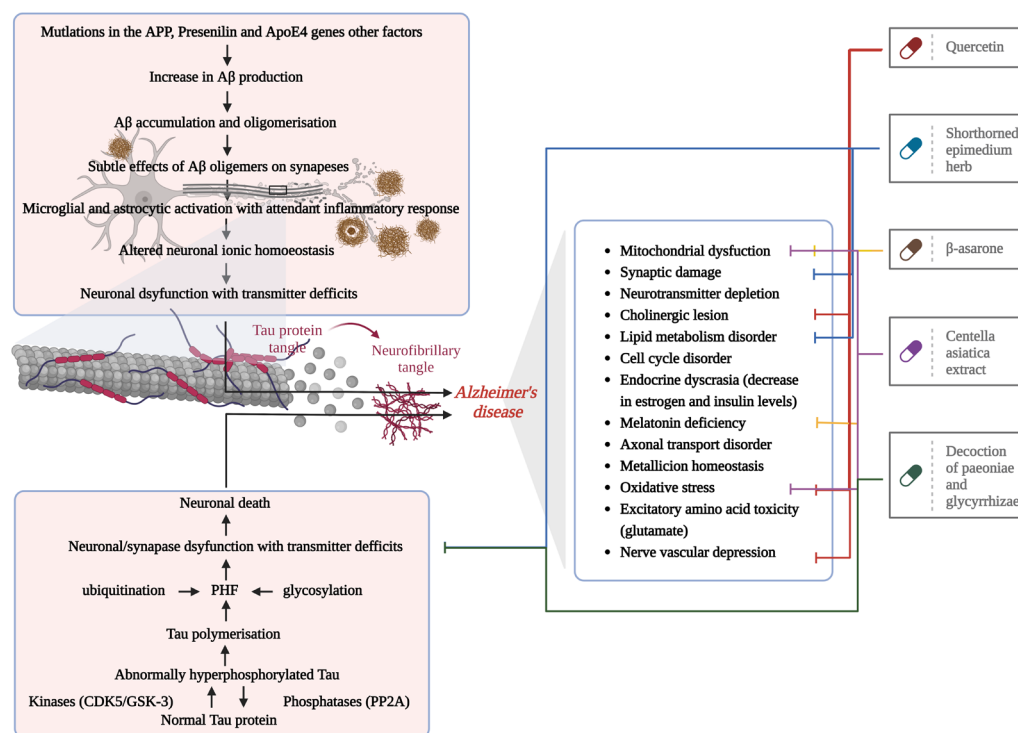 Mutlations in the APP, Presenilin and ApoE4 genes other factors
Increase in Aβ production
Aβ accumulation and oligomerisation
Subtle effects of Aβ oligomers on synapeses
Microglial and astrocytic activation with attendant inflammatory response
Altered neuronal ionic homoeostasis
Neuronal dsyfunction with transmitter defficits
Tau protein
tangle
Neurofibrillary
tangle
Alzheimer's
disease
Neuronal death
Neuronal/synapase dsyfunction with transmitter defficits
ubiquitination
PHF
glycosylation
Tau polymerisation
Abnormally hyperphosphorylated Tau
Kinases (CDK5/GSK-3)
Phosphatases (PP2A)
Normal Tau protein
• Mitochondrial dysfuction
• Synaptic damage
• Neurotransmitter depletion
• Cholinergic lesion
• Lipid metabolism disorder
• Cell cycle disorder
• Endocrine dyscrasia (decrease
in estrogen and insulin levels)
• Melatonin deficiency
• Axonal transport disorder
• Metallicion homeostasis
• Oxidative stress
• Excitatory amino acid toxicity
(glutamate)
• Nerve vascular depression
Quercetin
Shorthorned
epimedium
herb
β-asarone
Centella
asiatica
extract
Decoction
of paeoniae
and
glycyrrhizae